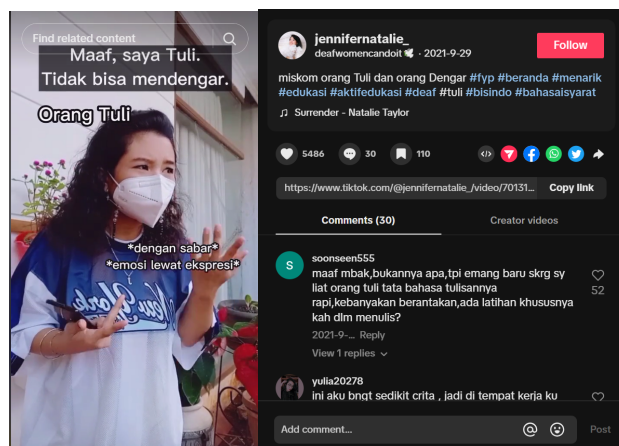 Find related content
Maaf, saya Tuli.
Tidak bisa mendengar.
Orang Tuli
*dengan sabar*
*emosi lewat ekspresi*
jennifernatalie_
deafwomencandoit 🕊 · 2021-9-29
Follow
miskom orang Tuli dan orang Dengar #fyp #beranda #menarik
#edukasi #aktifedukasi #deaf #tuli #bisindo #bahasaisyarat
♫ Surrender - Natalie Taylor
5486
30
110
https://www.tiktok.com/@jennifernatalie_/video/70131...
Copy link
Comments (30)
Creator videos
S
soonseen555
maaf mbak,bukannya apa,tpi emang baru skrg sy
liat orang tuli tata bahasa tulisannya
rapi,kebanyakan berantakan,ada latihan khususnya
kah dlm menulis?
52
2021-9-... Reply
View 1 replies
yulia20278
ini aku bngt sedikit crita , jadi di tempat kerja ku
Add comment...
Post